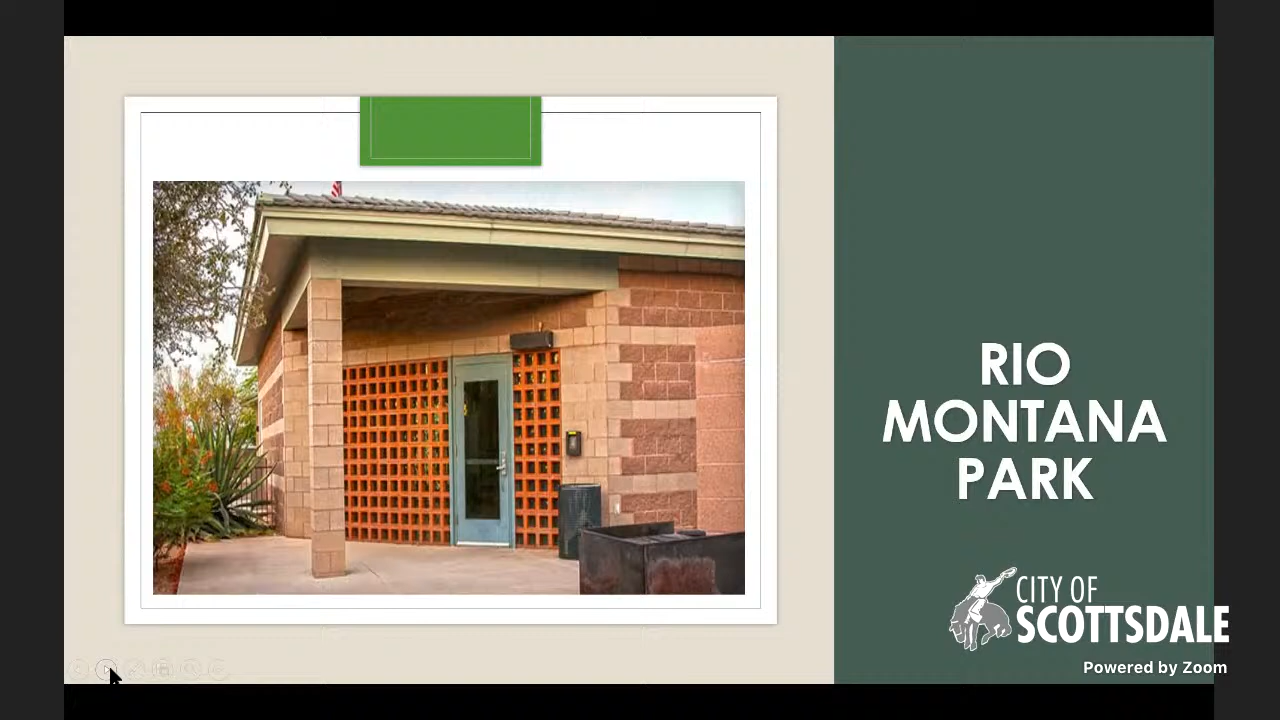 RIO
MONTANA
PARK
CITY OF
SCOTTSDALE
Powered by Zoom